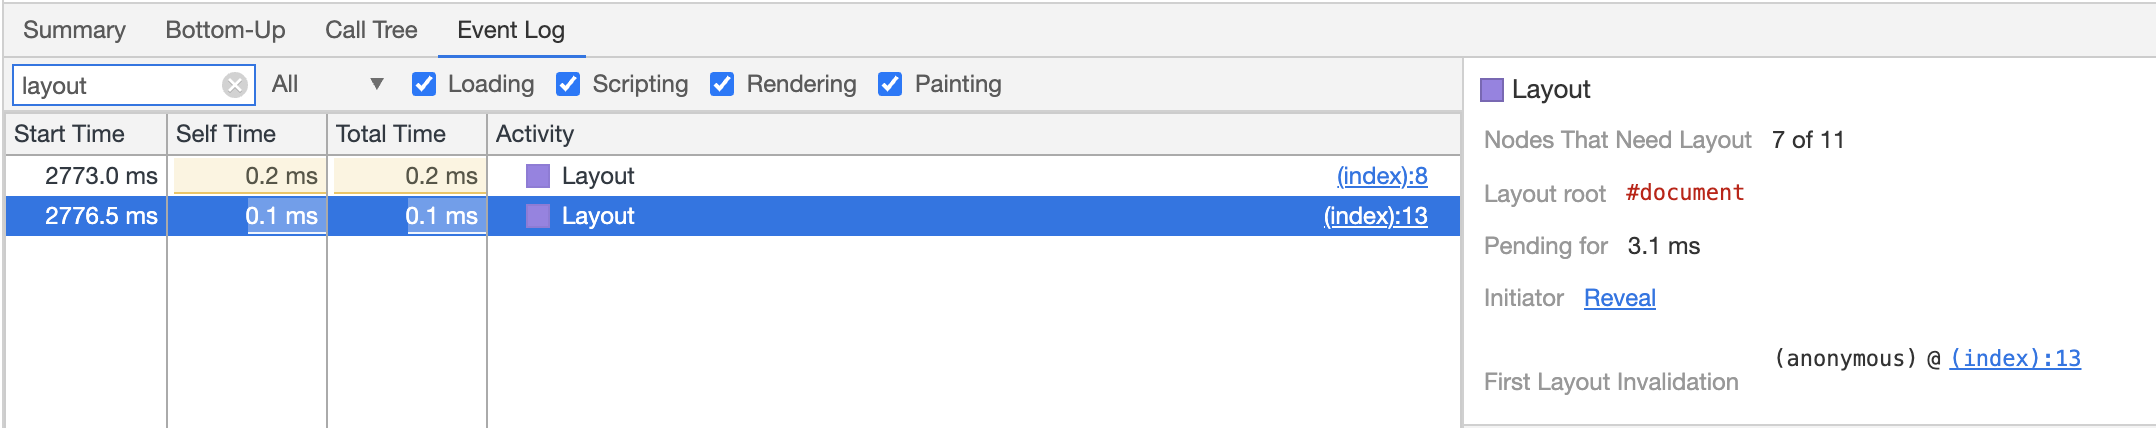 Summary Bottom-Up Call Tree Event Log
layout All ▼ Loading Scripting Rendering Painting
Start Time Self Time Total Time Activity
2773.0 ms 0.2 ms 0.2 ms Layout (index):8
2776.5 ms 0.1 ms 0.1 ms Layout (index):13
Layout
Nodes That Need Layout 7 of 11
Layout root #document
Pending for 3.1 ms
Initiator Reveal
(anonymous) @ (index):13
First Layout Invalidation